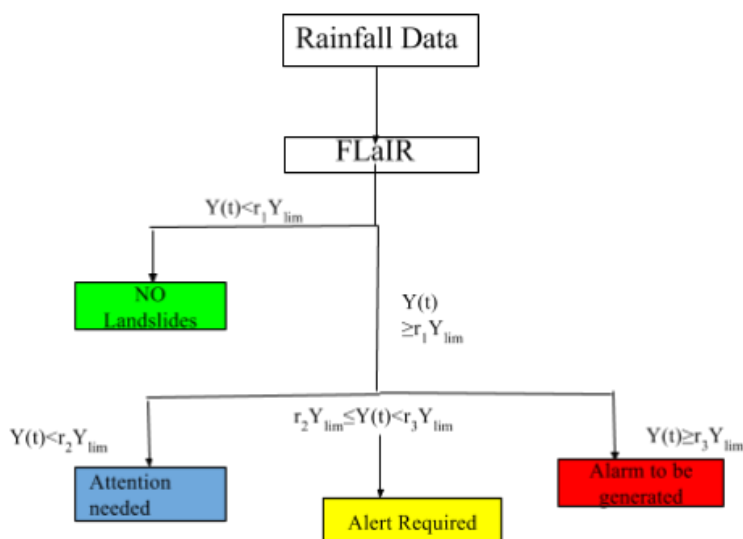 Rainfall Data
FLaIR
Y(t)<r₁Yₗᵢₘ
NO
Landslides
Y(t)
≥r₁Yₗᵢₘ
Y(t)<r₂Yₗᵢₘ
r₂Yₗᵢₘ≤Y(t)<r₃Yₗᵢₘ
Y(t)≥r₃Yₗᵢₘ
Attention
needed
Alert Required
Alarm to be
generated